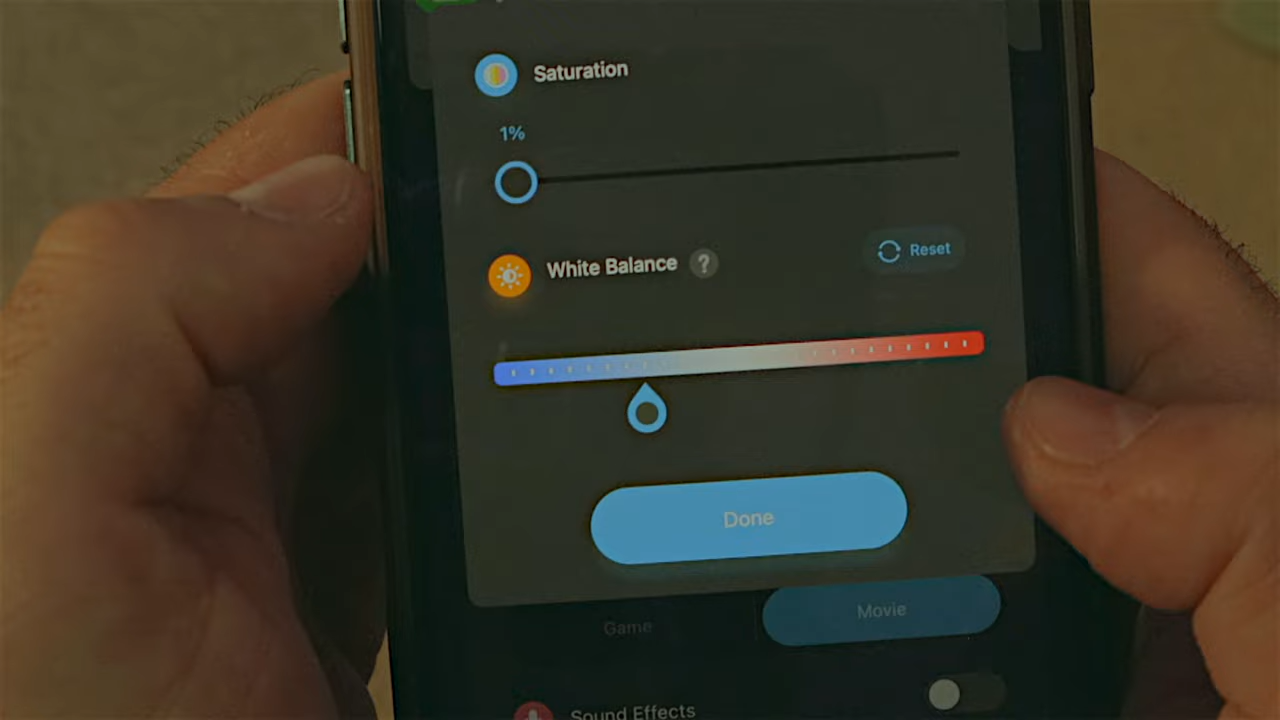 Saturation
1%
White Balance ?
Reset
Done
Game
Movie
Sound Effects